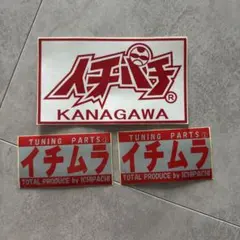 イチバチ
®
KANAGAWA
TUNING PARTS
イチムラ
TOTAL PRODUCE by ICHIPACHI
TUNING PARTS
イチムラ
TOTAL PRODUCE by ICHIPACHI